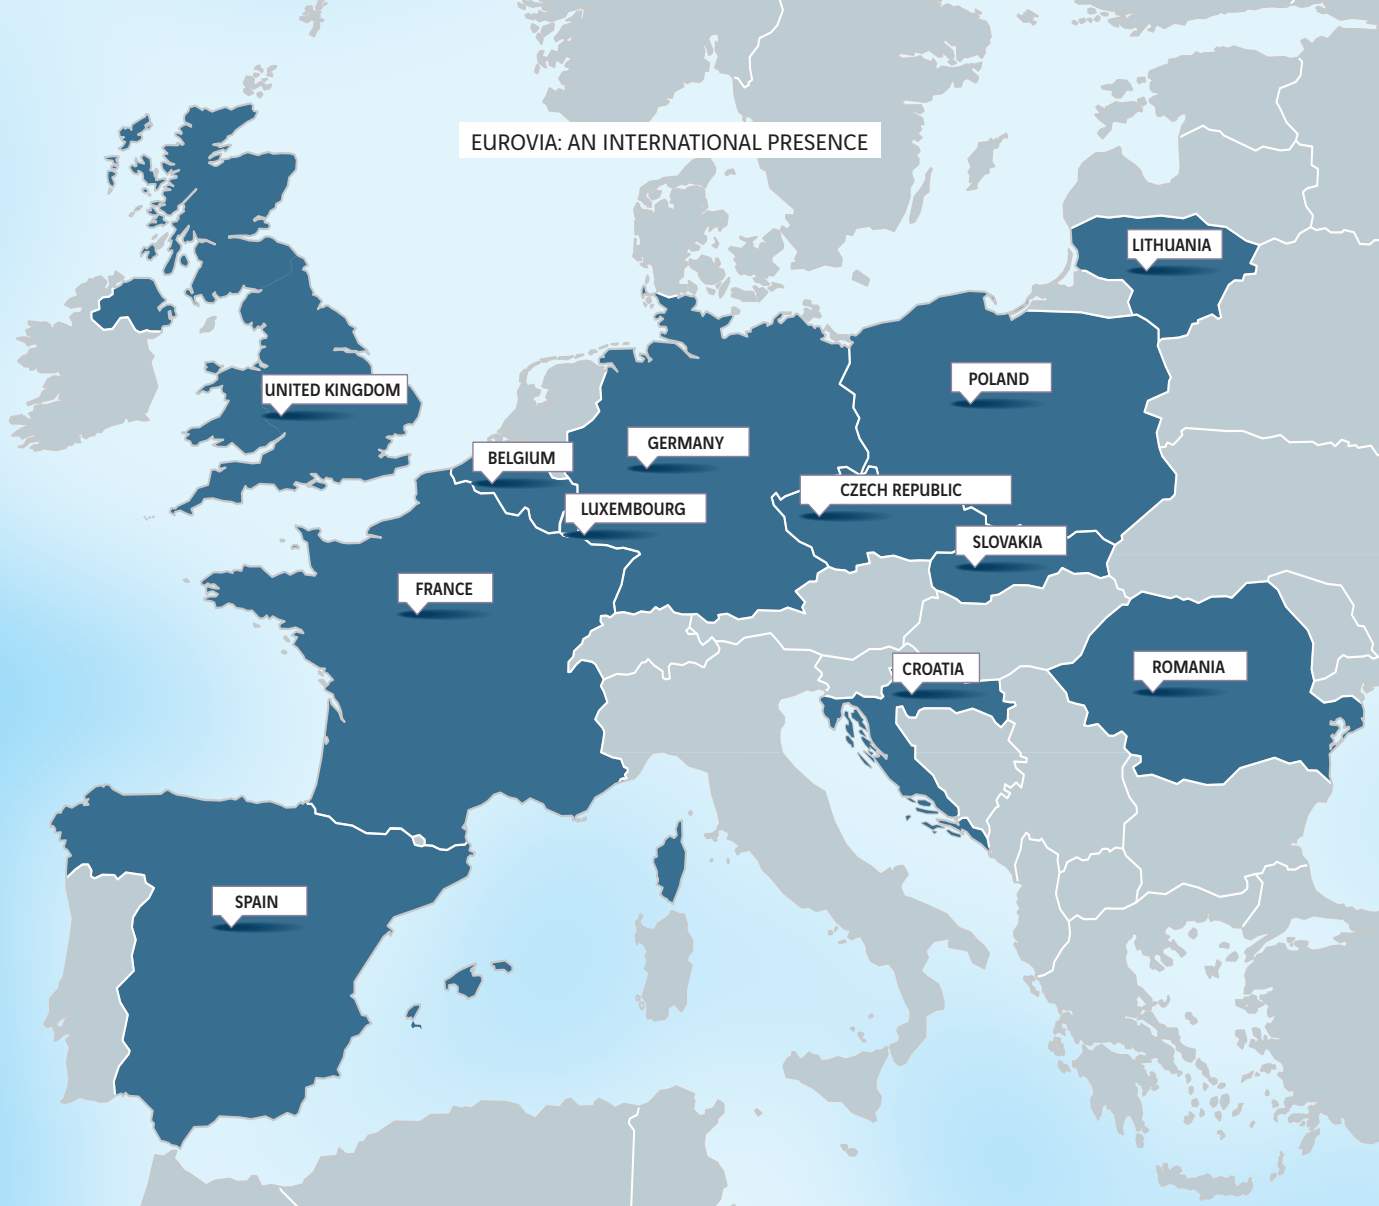 EUROVIA: AN INTERNATIONAL PRESENCE
LITHUANIA
UNITED KINGDOM
POLAND
GERMANY
BELGIUM
CZECH REPUBLIC
LUXEMBOURG
SLOVAKIA
FRANCE
CROATIA
ROMANIA
SPAIN